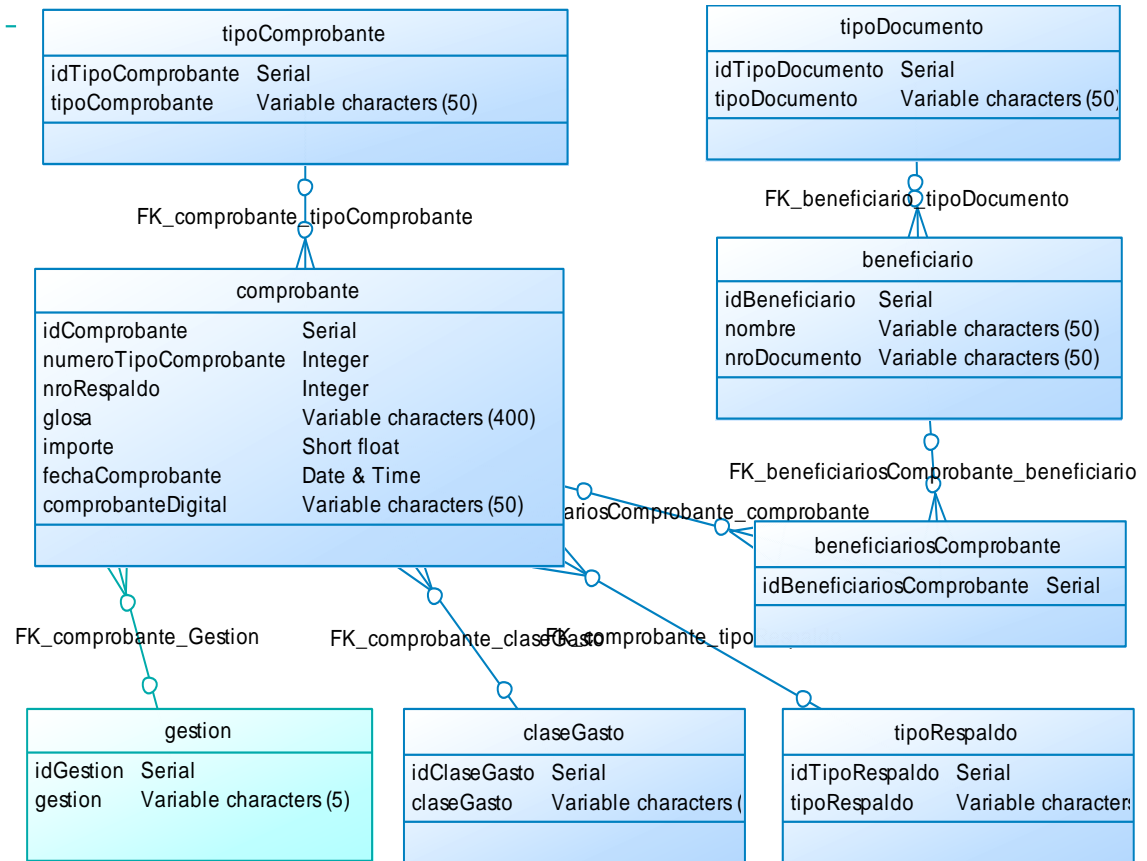 tipoComprobante
idTipoComprobante Serial
tipoComprobante Variable characters (50)
tipoDocumento
idTipoDocumento Serial
tipoDocumento Variable characters (50)
FK_comprobante_tipoComprobante
FK_beneficiario_tipoDocumento
comprobante
idComprobante Serial
numeroTipoComprobante Integer
nroRespaldo Integer
glosa Variable characters (400)
importe Short float
fechaComprobante Date & Time
comprobanteDigital Variable characters (50)
beneficiario
idBeneficiario Serial
nombre Variable characters (50)
nroDocumento Variable characters (50)
FK_beneficiariosComprobante_beneficiario
ariosComprobante_comprobante
beneficiariosComprobante
idBeneficiariosComprobante Serial
FK_comprobante_Gestion
FK_comprobante_claseGasto
FK_comprobante_tipo
gestion
idGestion Serial
gestion Variable characters (5)
claseGasto
idClaseGasto Serial
claseGasto Variable characters (
tipoRespaldo
idTipoRespaldo Serial
tipoRespaldo Variable characters